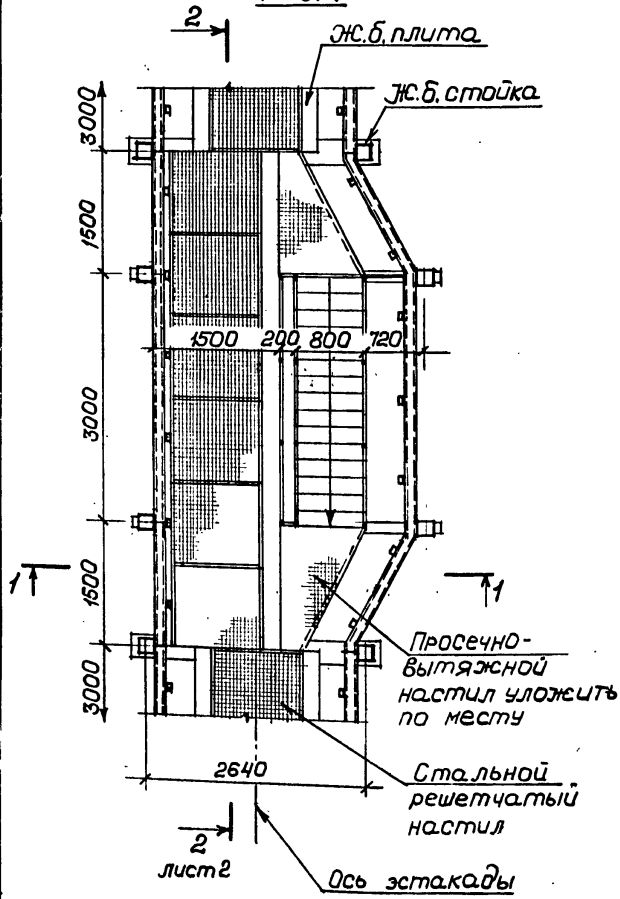 2
Ж.б. плита
Ж.б. стойка
3000
1500
1500 200 800 720
3000
1500
1
1
3000
Просечно-
вытяжной
настил уложить
по месту
2640
Стальной
решетчатый
настил
2
лист 2
Ось эстакады